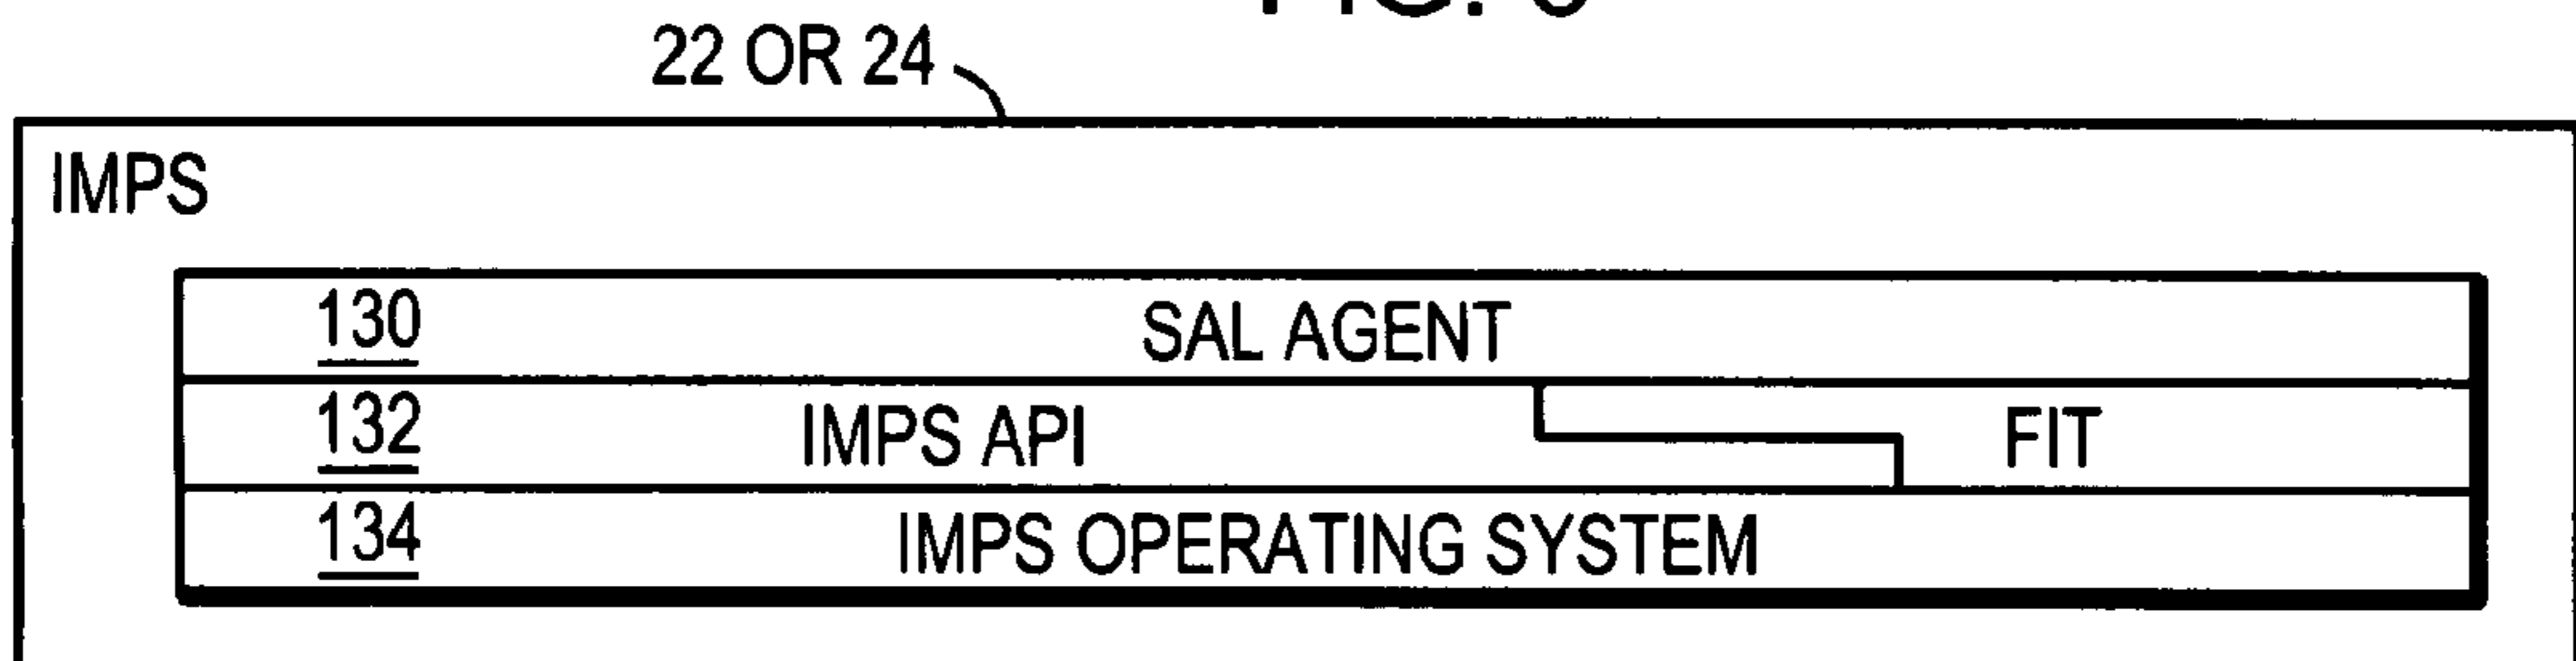 22 OR 24
IMPS
130 SAL AGENT
132 IMPS API FIT
134 IMPS OPERATING SYSTEM